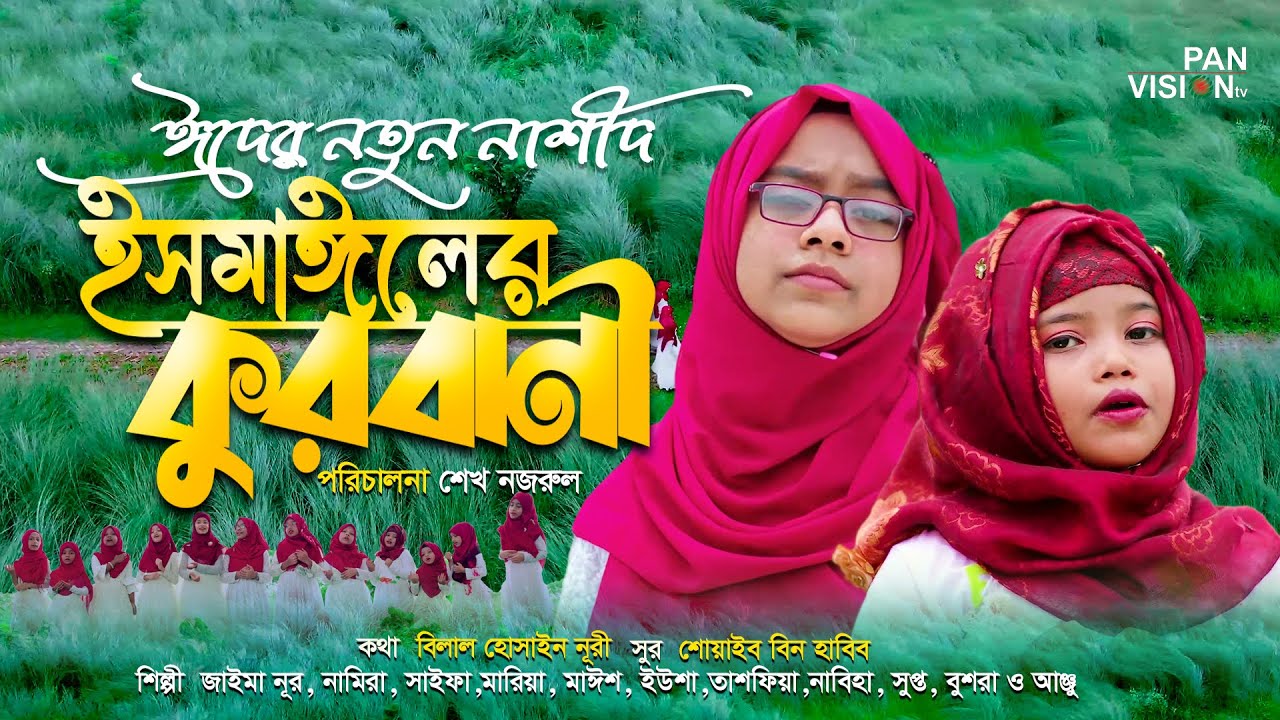 PAN
VISION tv
ঈদের নতুন নাশীদ
ইসমাঈলের
কুরবানী
পরিচালনা শেখ নজরুল
কথা বিলাল হোসাইন নূরী সুর শোয়াইব বিন হাবিব
শিল্পী জাইমা নূর, নামিরা, সাইফা,মারিয়া, মাঈশ, ইউশা,তাশফিয়া,নাবিহা, সুপ্ত, বুশরা ও আঞ্জু